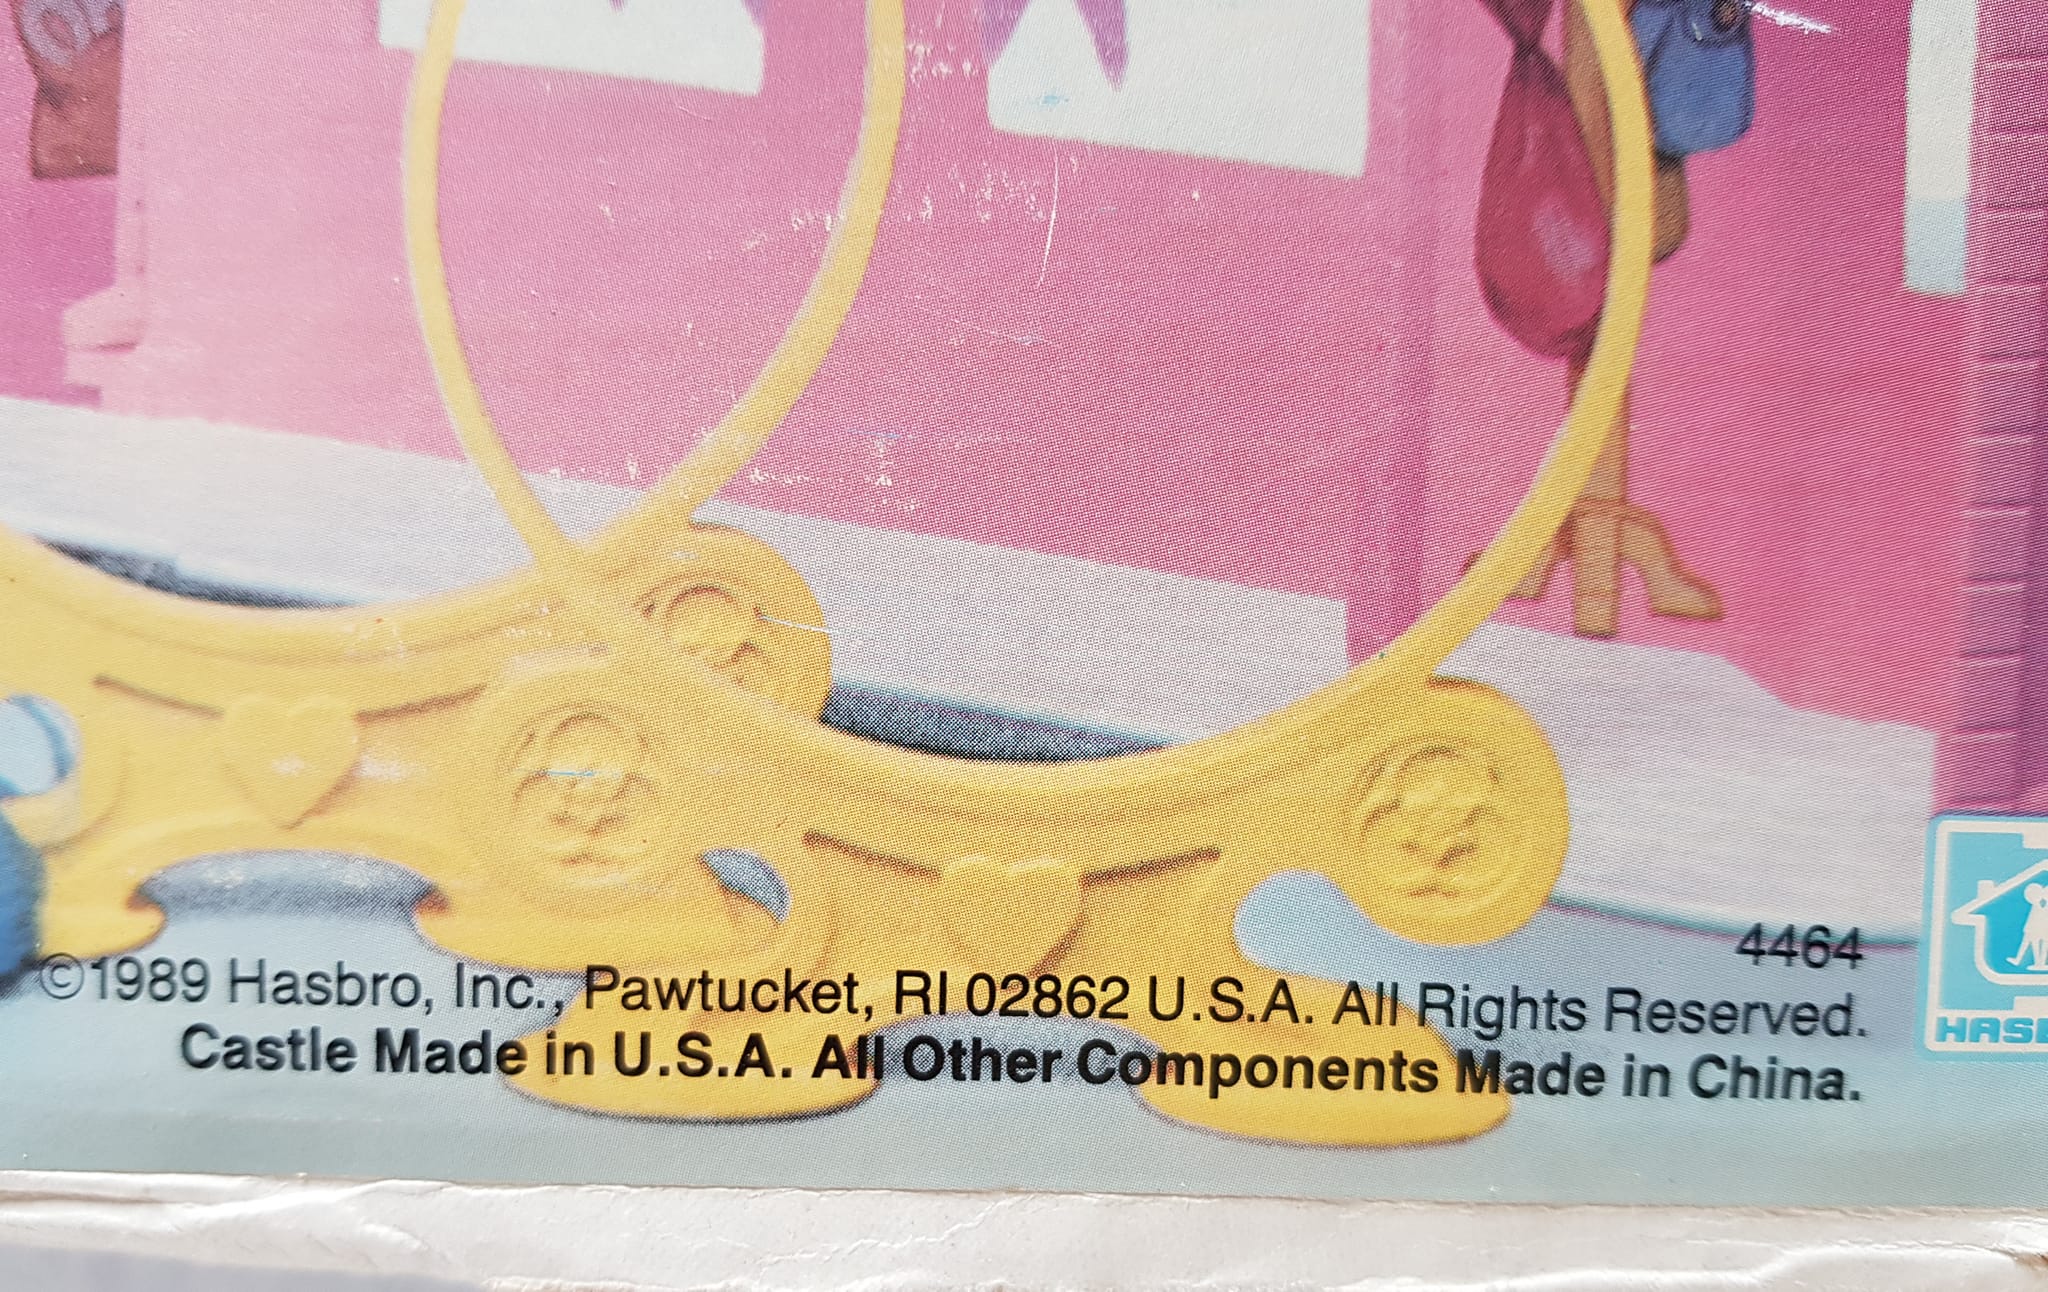 4464
©1989 Hasbro, Inc., Pawtucket, RI 02862 U.S.A. All Rights Reserved.
Castle Made in U.S.A. All Other Components Made in China.